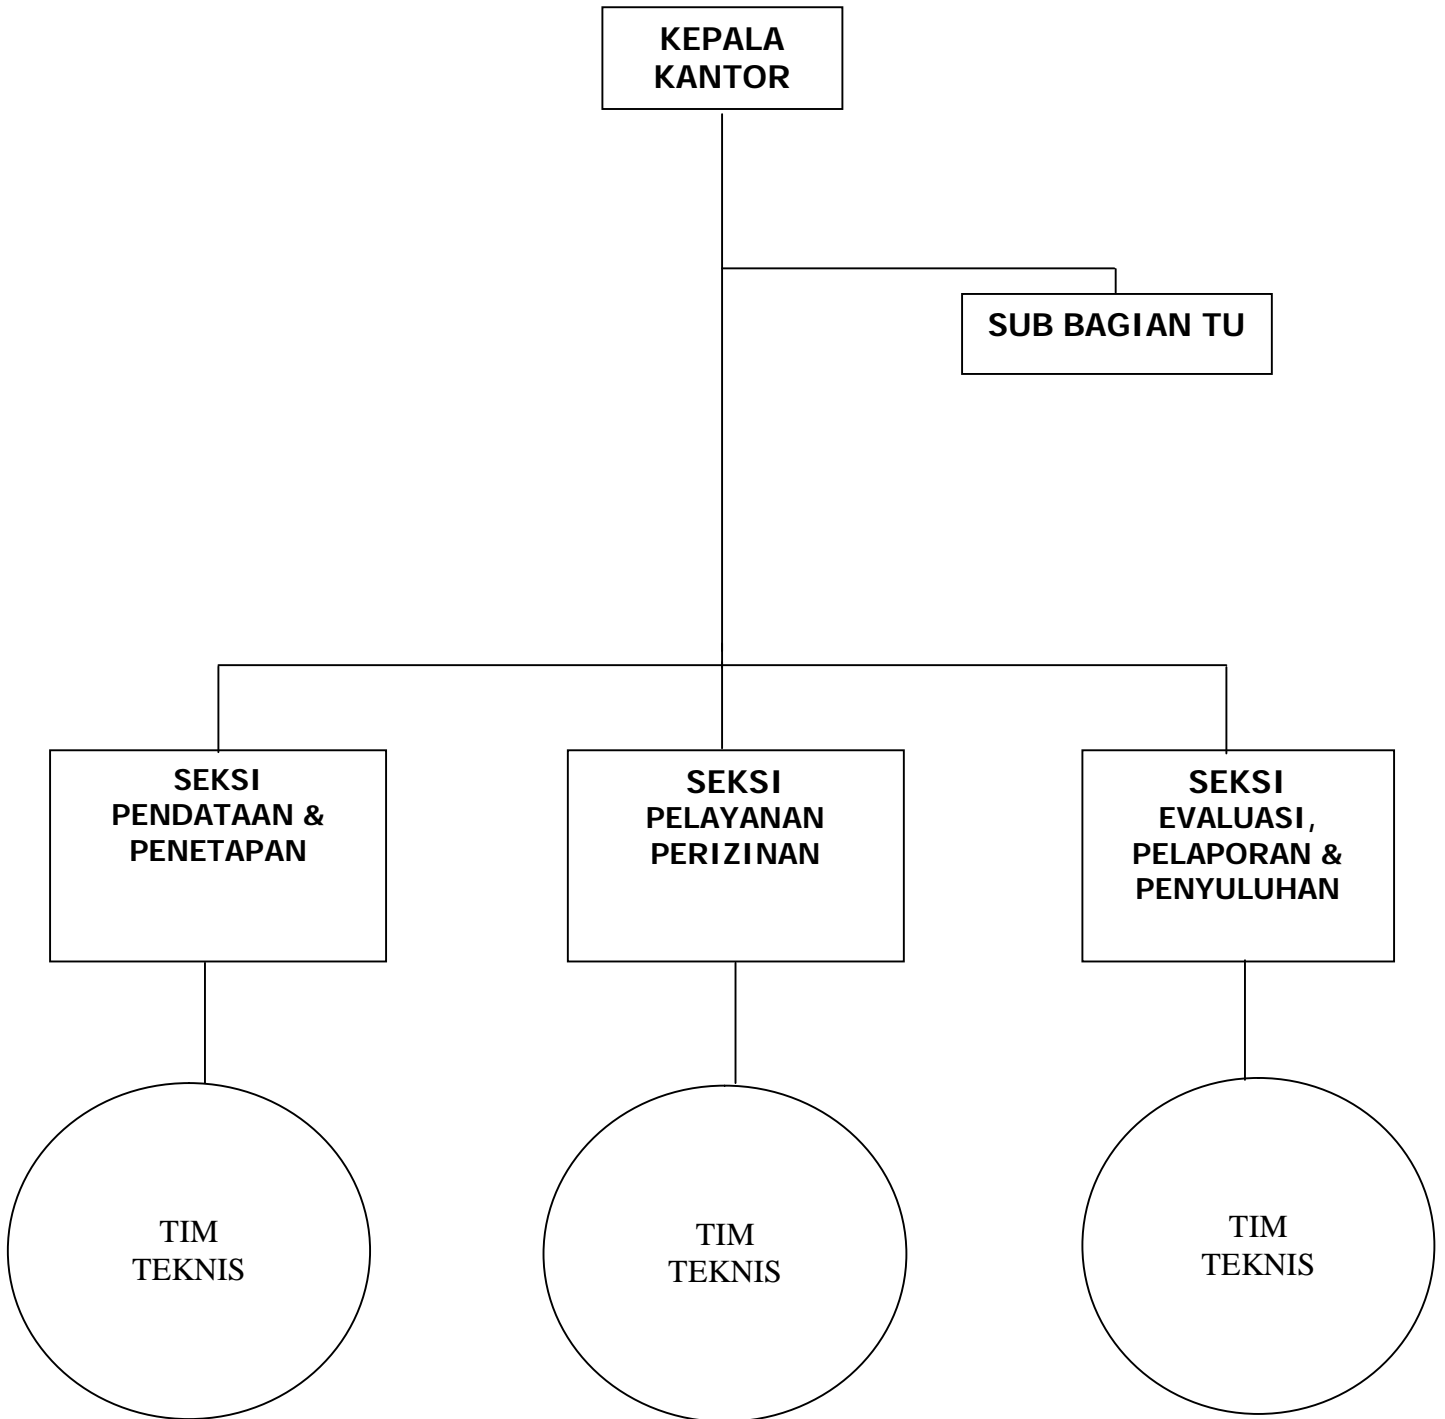 KEPALA
KANTOR
SUB BAGIAN TU
SEKSI
PENDATAAN &
PENETAPAN
SEKSI
PELAYANAN
PERIZINAN
SEKSI
EVALUASI,
PELAPORAN &
PENYULUHAN
TIM
TEKNIS
TIM
TEKNIS
TIM
TEKNIS